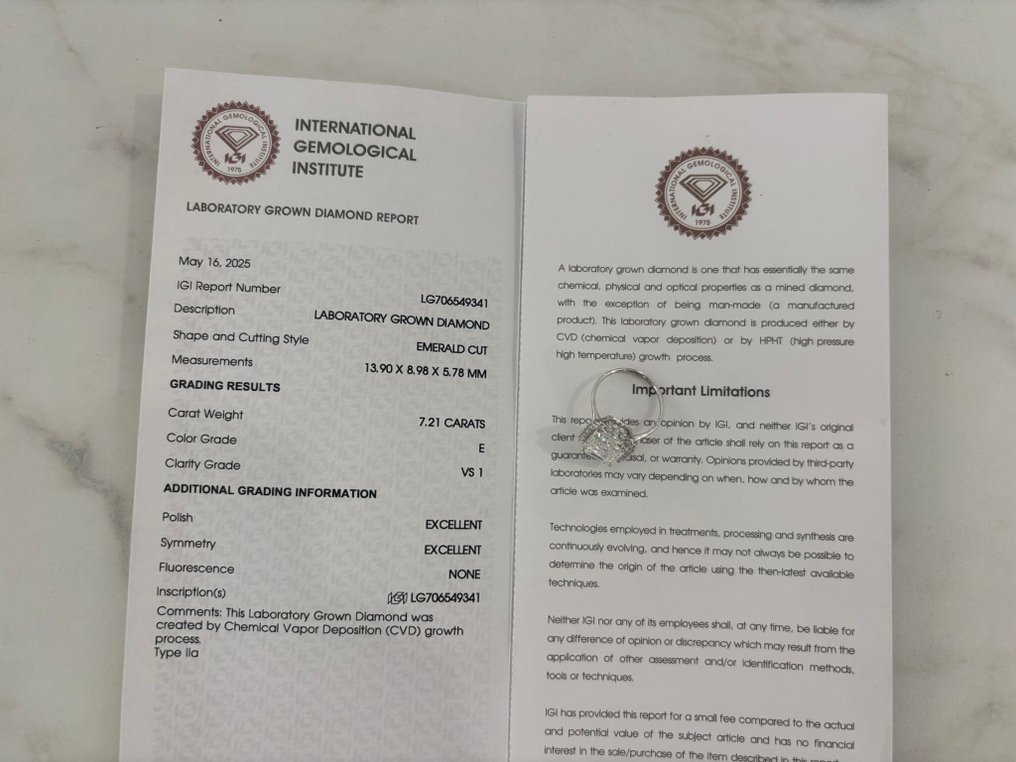 INTERNATIONAL
GEMOLOGICAL
INSTITUTE
INTERNATIONAL GEMOLOGICAL INSTITUTE
IGI
1975
LABORATORY GROWN DIAMOND REPORT
May 16, 2025
IGI Report Number LG706549341
Description LABORATORY GROWN DIAMOND
Shape and Cutting Style EMERALD CUT
Measurements 13.90 X 8.98 X 5.78 MM
GRADING RESULTS
Carat Weight 7.21 CARATS
Color Grade E
Clarity Grade VS 1
ADDITIONAL GRADING INFORMATION
Polish EXCELLENT
Symmetry EXCELLENT
Fluorescence NONE
Inscription(s) IGI LG706549341
Comments: This Laboratory Grown Diamond was
created by Chemical Vapor Deposition (CVD) growth
process.
Type IIa
INTERNATIONAL GEMOLOGICAL INSTITUTE
IGI
1975
A laboratory grown diamond is one that has essentially the same
chemical, physical and optical properties as a mined diamond,
with the exception of being man-made (a manufactured
product). This laboratory grown diamond is produced either by
CVD (chemical vapor deposition) or by HPHT (high pressure
high temperature) growth process.
Important Limitations
This an opinion by IGI, and neither IGI's original
client of the article shall rely on this report as a
or warranty. Opinions provided by third-party
laboratories may vary depending on when, how and by whom the
article was examined.
Technologies employed in treatments, processing and synthesis are
continuously evolving, and hence it may not always be possible to
determine the origin of the article using the then-latest available
techniques.
Neither IGI nor any of its employees shall, at any time, be liable for
any difference of opinion or discrepancy which may result from the
application of other assessment and/or identification methods,
tools or techniques.
IGI has provided this report for a small fee compared to the actual
and potential value of the subject article and has no financial
interest in the sale/purchase of the item described in this